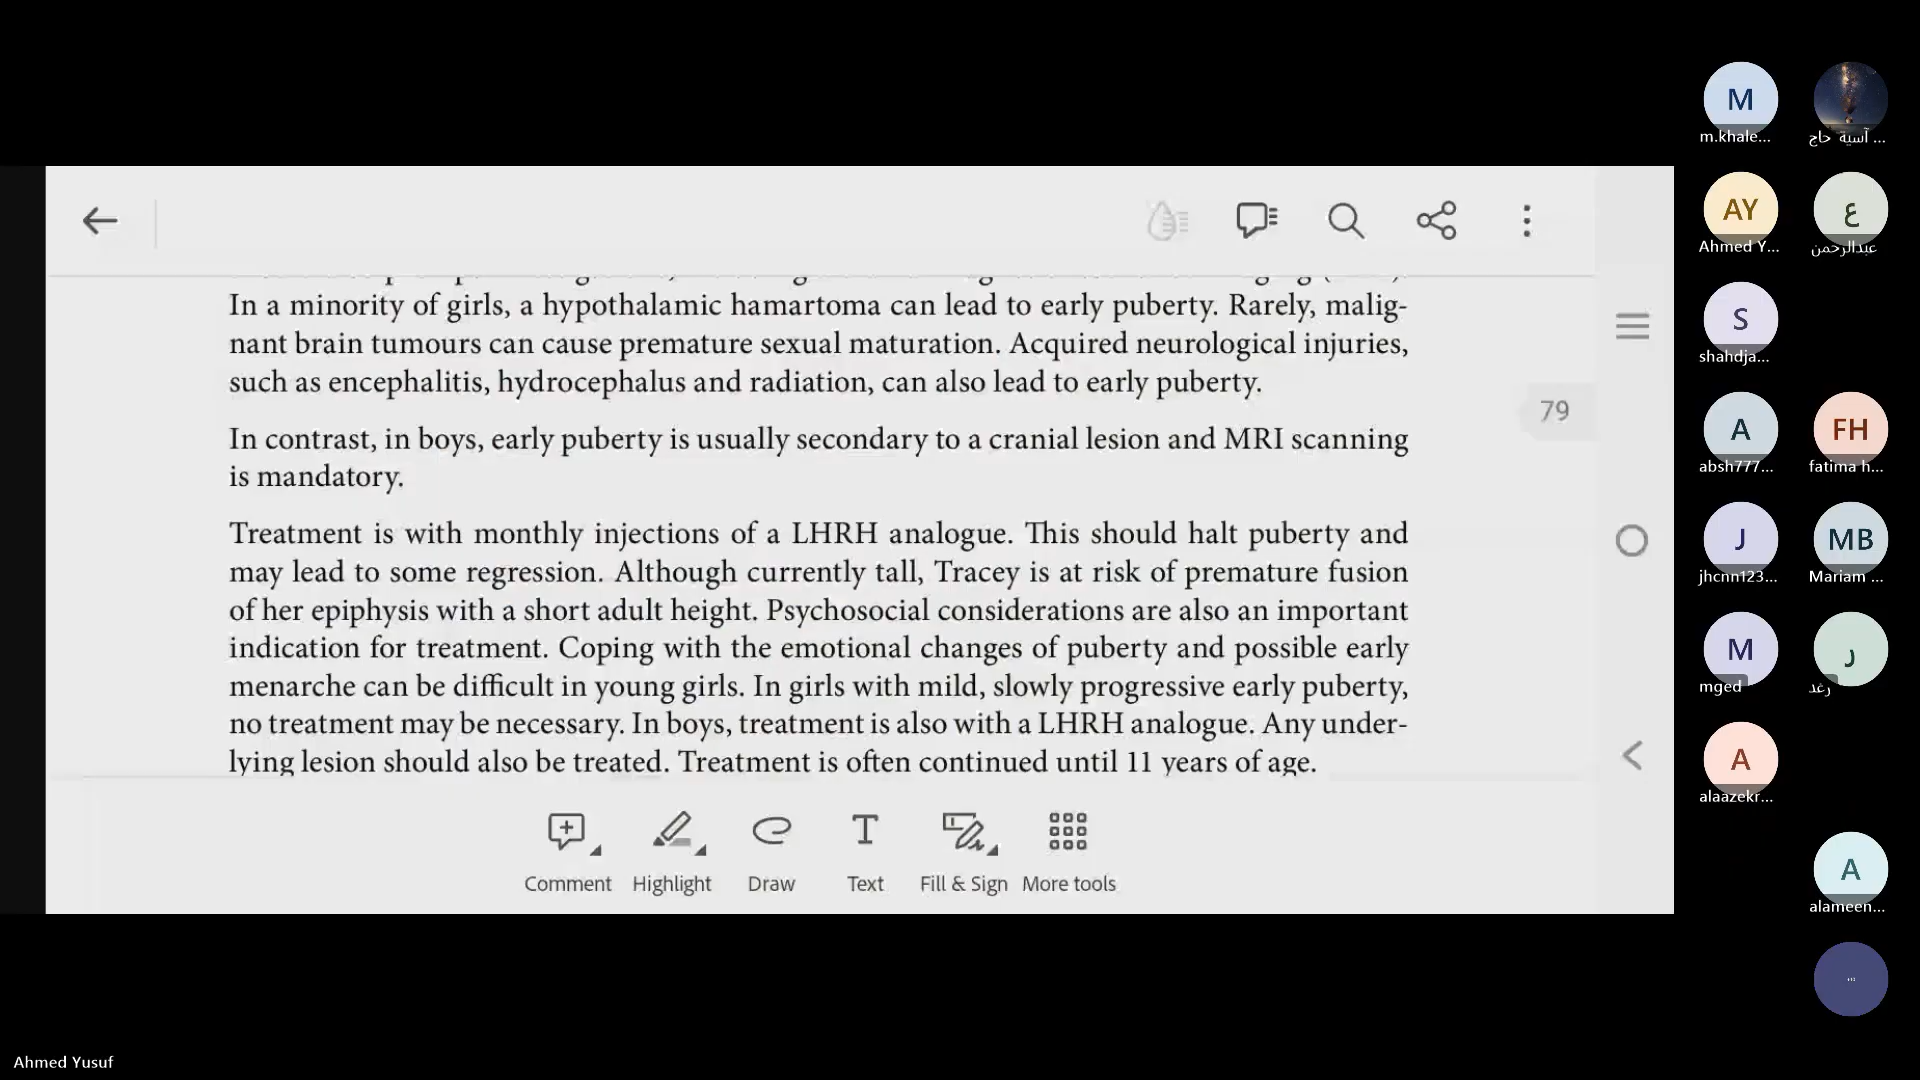 In a minority of girls, a hypothalamic hamartoma can lead to early puberty. Rarely, malig-
nant brain tumours can cause premature sexual maturation. Acquired neurological injuries,
such as encephalitis, hydrocephalus and radiation, can also lead to early puberty.
In contrast, in boys, early puberty is usually secondary to a cranial lesion and MRI scanning
is mandatory.
Treatment is with monthly injections of a LHRH analogue. This should halt puberty and
may lead to some regression. Although currently tall, Tracey is at risk of premature fusion
of her epiphysis with a short adult height. Psychosocial considerations are also an important
indication for treatment. Coping with the emotional changes of puberty and possible early
menarche can be difficult in young girls. In girls with mild, slowly progressive early puberty,
no treatment may be necessary. In boys, treatment is also with a LHRH analogue. Any under-
lying lesion should also be treated. Treatment is often continued until 11 years of age.
79
Comment Highlight Draw Text Fill & Sign More tools
M
m.khale...
آسية حاج ...
AY
Ahmed Y...
ع
عبدالرحمن
S
shahdja...
A
absh777...
FH
fatima h...
J
jhcnn123...
MB
Mariam ...
M
mged
ر
رغد
A
alaazekr...
A
alameen...
...
Ahmed Yusuf